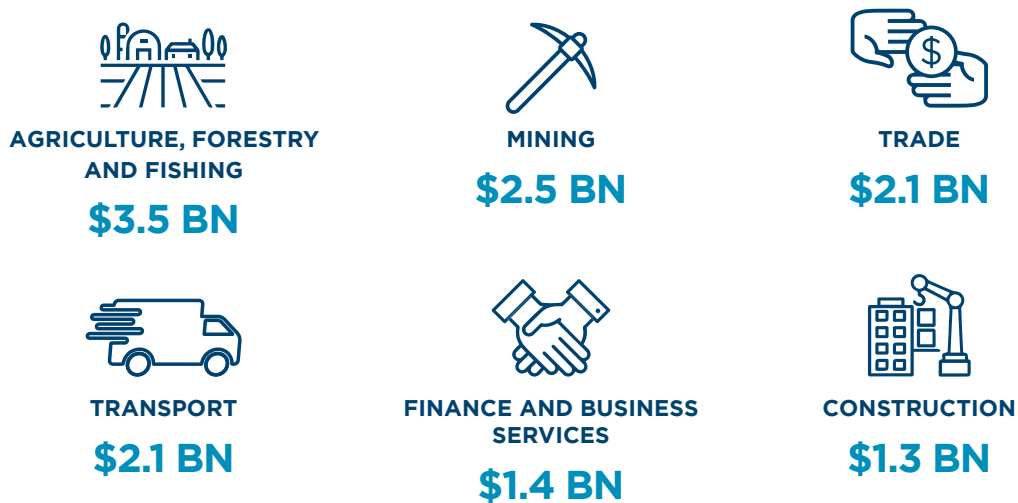 $
AGRICULTURE, FORESTRY
AND FISHING
$3.5 BN
MINING
$2.5 BN
TRADE
$2.1 BN
TRANSPORT
$2.1 BN
FINANCE AND BUSINESS
SERVICES
$1.4 BN
CONSTRUCTION
$1.3 BN